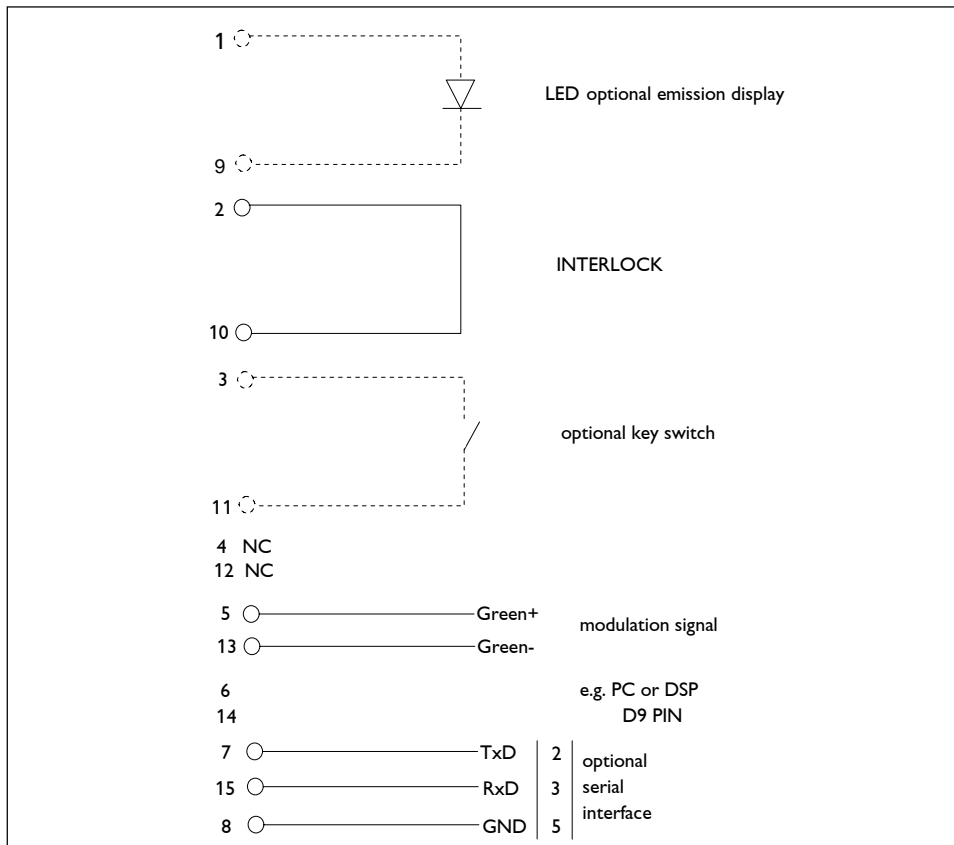 1
LED optional emission display
9
2
INTERLOCK
10
3
optional key switch
11
4 NC
12 NC
5 Green+
modulation signal
13 Green-
6 e.g. PC or DSP
14 D9 PIN
7 TxD 2 optional
15 RxD 3 serial
interface
8 GND 5